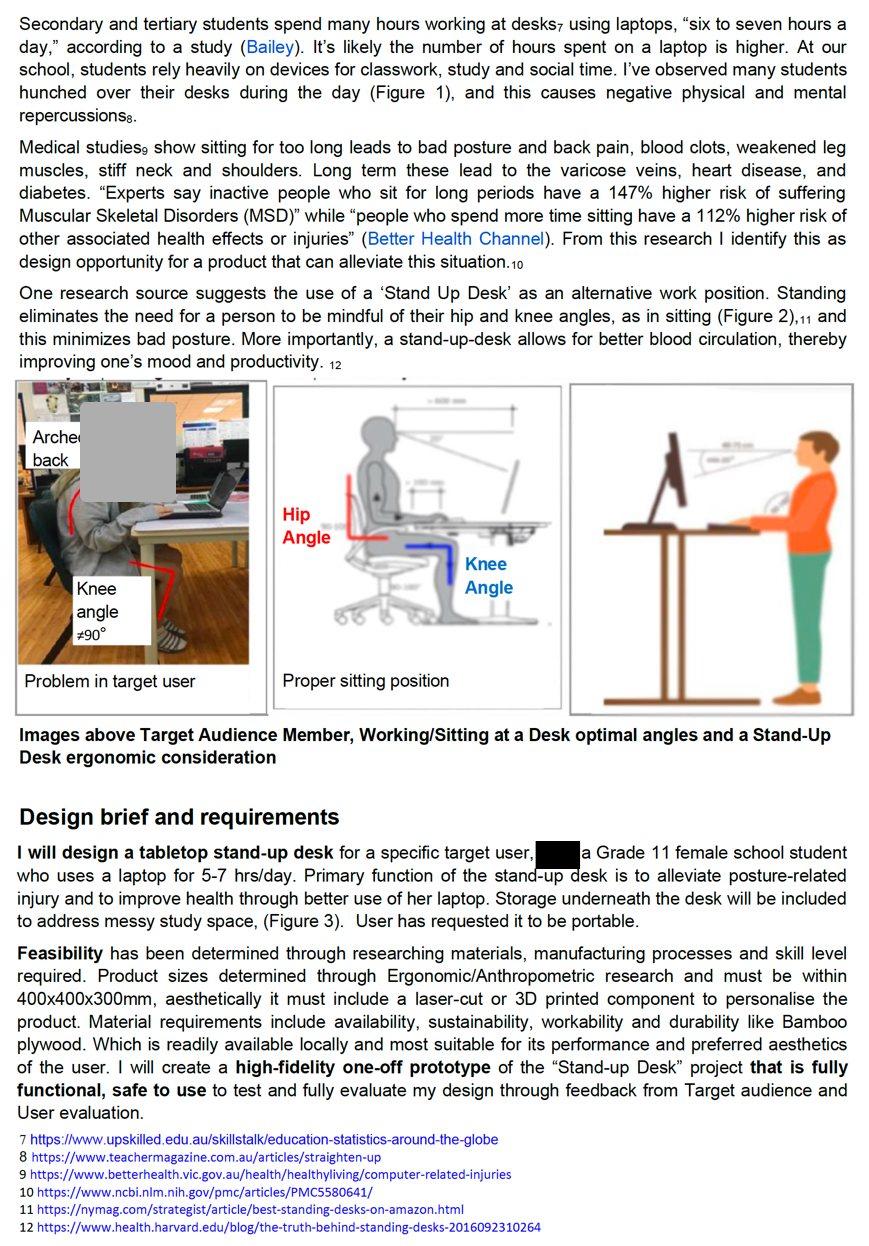 Secondary and tertiary students spend many hours working at desks7 using laptops, “six to seven hours a
day,” according to a study (Bailey). It’s likely the number of hours spent on a laptop is higher. At our
school, students rely heavily on devices for classwork, study and social time. I’ve observed many students
hunched over their desks during the day (Figure 1), and this causes negative physical and mental
repercussions8.
Medical studies9 show sitting for too long leads to bad posture and back pain, blood clots, weakened leg
muscles, stiff neck and shoulders. Long term these lead to the varicose veins, heart disease, and
diabetes. “Experts say inactive people who sit for long periods have a 147% higher risk of suffering
Muscular Skeletal Disorders (MSD)” while “people who spend more time sitting have a 112% higher risk of
other associated health effects or injuries” (Better Health Channel). From this research I identify this as
design opportunity for a product that can alleviate this situation.10
One research source suggests the use of a ‘Stand Up Desk’ as an alternative work position. Standing
eliminates the need for a person to be mindful of their hip and knee angles, as in sitting (Figure 2),11 and
this minimizes bad posture. More importantly, a stand-up-desk allows for better blood circulation, thereby
improving one’s mood and productivity. 12
Arched
back
Knee
angle
≠90°
Problem in target user
Hip
Angle
Knee
Angle
Proper sitting position
Images above Target Audience Member, Working/Sitting at a Desk optimal angles and a Stand-Up
Desk ergonomic consideration
Design brief and requirements
I will design a tabletop stand-up desk for a specific target user, a Grade 11 female school student
who uses a laptop for 5-7 hrs/day. Primary function of the stand-up desk is to alleviate posture-related
injury and to improve health through better use of her laptop. Storage underneath the desk will be included
to address messy study space, (Figure 3). User has requested it to be portable.
Feasibility has been determined through researching materials, manufacturing processes and skill level
required. Product sizes determined through Ergonomic/Anthropometric research and must be within
400x400x300mm, aesthetically it must include a laser-cut or 3D printed component to personalise the
product. Material requirements include availability, sustainability, workability and durability like Bamboo
plywood. Which is readily available locally and most suitable for its performance and preferred aesthetics
of the user. I will create a high-fidelity one-off prototype of the “Stand-up Desk” project that is fully
functional, safe to use to test and fully evaluate my design through feedback from Target audience and
User evaluation.
7 https://www.upskilled.edu.au/skillstalk/education-statistics-around-the-globe
8 https://www.teachermagazine.com.au/articles/straighten-up
9 https://www.betterhealth.vic.gov.au/health/healthyliving/computer-related-injuries
10 https://www.ncbi.nlm.nih.gov/pmc/articles/PMC5580641/
11 https://nymag.com/strategist/article/best-standing-desks-on-amazon.html
12 https://www.health.harvard.edu/blog/the-truth-behind-standing-desks-2016092310264